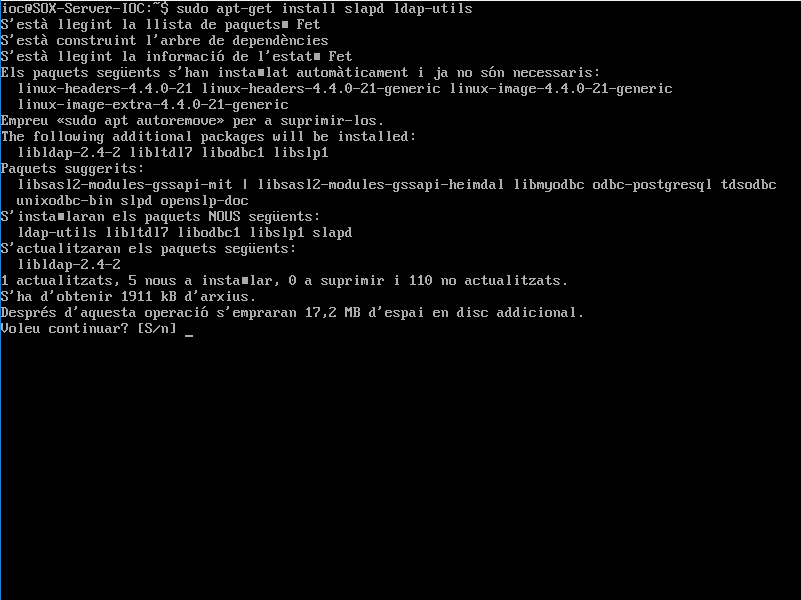 ioc@SOX-Server-IOC:~$ sudo apt-get install slapd ldap-utils
S'està llegint la llista de paquets■ Fet
S'està construint l'arbre de dependències
S'està llegint la informació de l'estat■ Fet
Els paquets següents s'han insta■lat automàticament i ja no són necessaris:
  linux-headers-4.4.0-21 linux-headers-4.4.0-21-generic linux-image-4.4.0-21-generic
  linux-image-extra-4.4.0-21-generic
Empreu «sudo apt autoremove» per a suprimir-los.
The following additional packages will be installed:
  libldap-2.4-2 libltdl7 libodbc1 libslp1
Paquets suggerits:
  libsasl2-modules-gssapi-mit | libsasl2-modules-gssapi-heimdal libmyodbc odbc-postgresql tdsodbc
  unixodbc-bin slpd openslp-doc
S'insta■laran els paquets NOUS següents:
  ldap-utils libltdl7 libodbc1 libslp1 slapd
S'actualitzaran els paquets següents:
  libldap-2.4-2
1 actualitzats, 5 nous a insta■lar, 0 a suprimir i 110 no actualitzats.
S'ha d'obtenir 1911 kB d'arxius.
Després d'aquesta operació s'empraran 17,2 MB d'espai en disc addicional.
Voleu continuar? [S/n] _